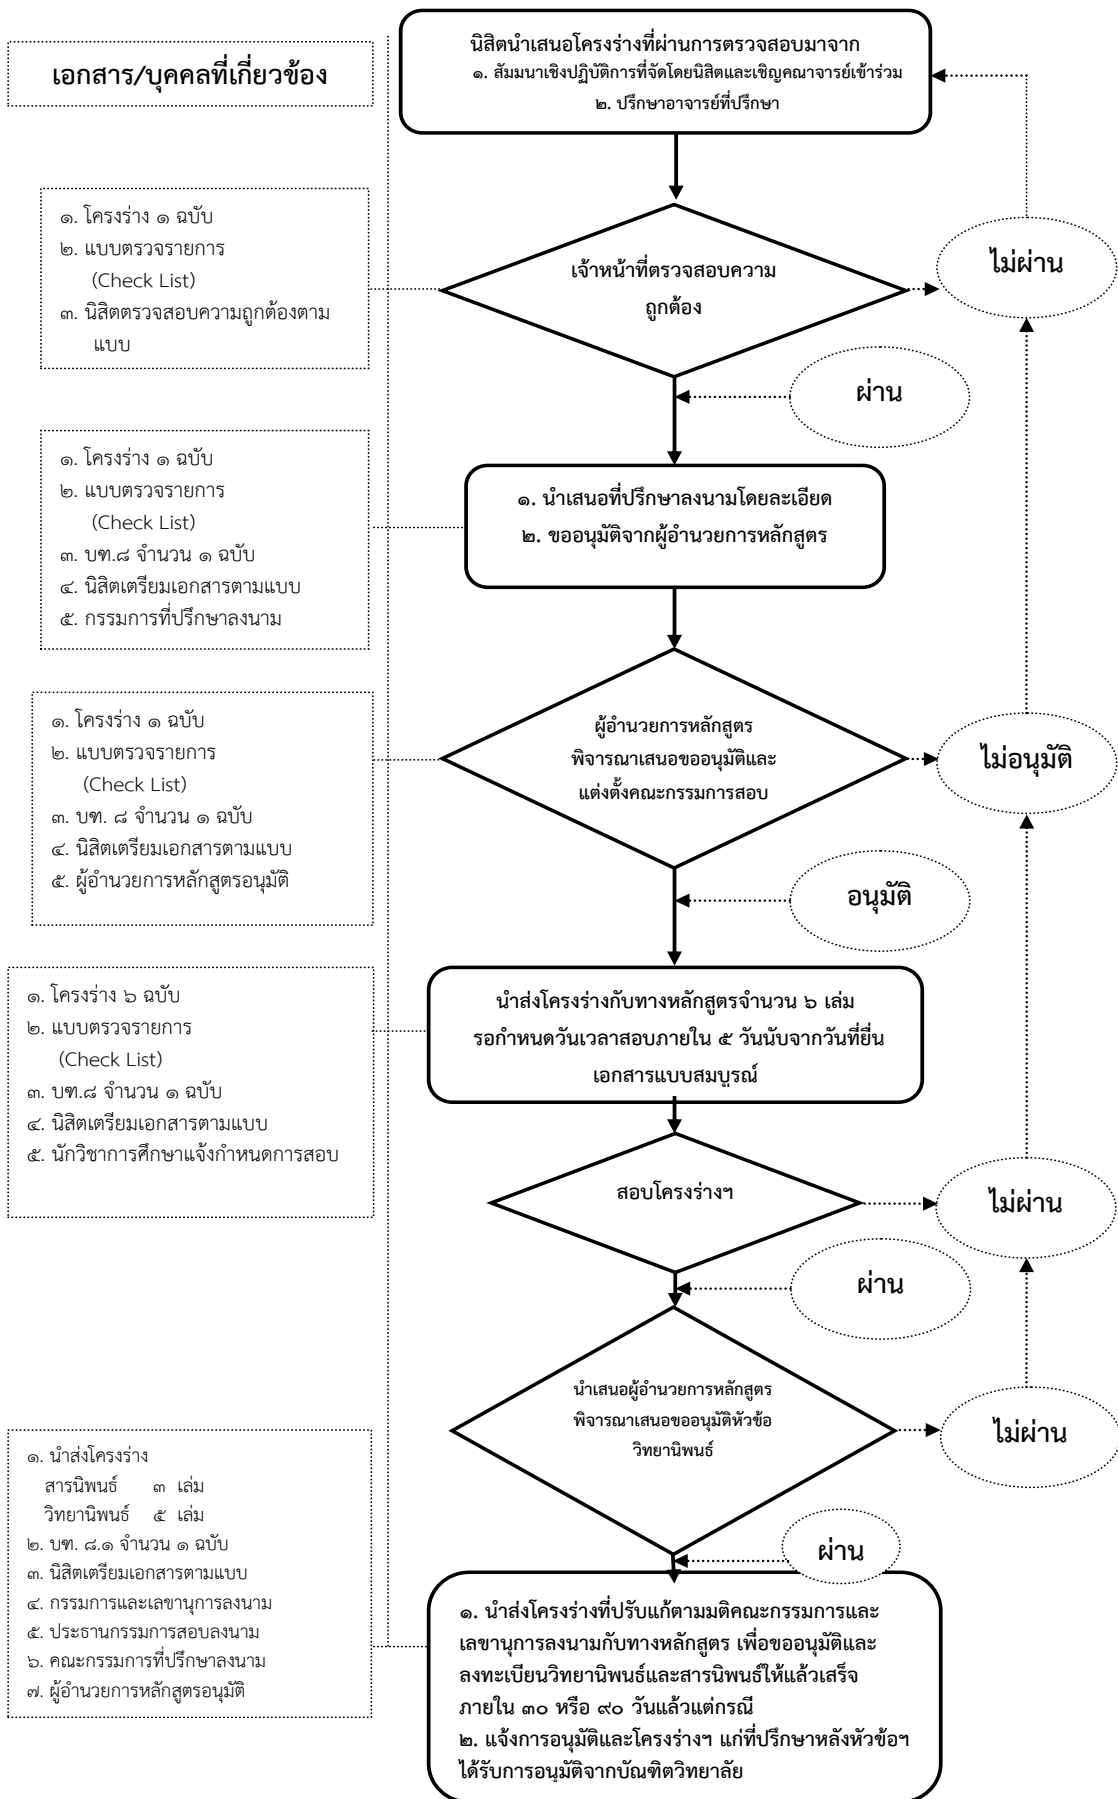 นิสิตนำเสนอโครงร่างที่ผ่านการตรวจสอบมาจาก
๑. สัมมนาเชิงปฏิบัติการที่จัดโดยนิสิตและเชิญคณาจารย์เข้าร่วม
๒. ปรึกษาอาจารย์ที่ปรึกษา
เอกสาร/บุคคลที่เกี่ยวข้อง
๑. โครงร่าง ๑ ฉบับ
๒. แบบตรวจรายการ
(Check List)
๓. นิสิตตรวจสอบความถูกต้องตาม
แบบ
เจ้าหน้าที่ตรวจสอบความ
ถูกต้อง
ไม่ผ่าน
ผ่าน
๑. โครงร่าง ๑ ฉบับ
๒. แบบตรวจรายการ
(Check List)
๓. บฑ.๘ จำนวน ๑ ฉบับ
๔. นิสิตเตรียมเอกสารตามแบบ
๕. กรรมการที่ปรึกษาลงนาม
๑. นำเสนอที่ปรึกษาลงนามโดยละเอียด
๒. ขออนุมัติจากผู้อำนวยการหลักสูตร
๑. โครงร่าง ๑ ฉบับ
๒. แบบตรวจรายการ
(Check List)
๓. บฑ. ๘ จำนวน ๑ ฉบับ
๔. นิสิตเตรียมเอกสารตามแบบ
๕. ผู้อำนวยการหลักสูตรอนุมัติ
ผู้อำนวยการหลักสูตร
พิจารณาเสนอขออนุมัติและ
แต่งตั้งคณะกรรมการสอบ
ไม่อนุมัติ
อนุมัติ
๑. โครงร่าง ๖ ฉบับ
๒. แบบตรวจรายการ
(Check List)
๓. บฑ.๘ จำนวน ๑ ฉบับ
๔. นิสิตเตรียมเอกสารตามแบบ
๕. นักวิชาการศึกษาแจ้งกำหนดการสอบ
นำส่งโครงร่างกับทางหลักสูตรจำนวน ๖ เล่ม
รอกำหนดวันเวลาสอบภายใน ๕ วันนับจากวันที่ยื่น
เอกสารแบบสมบูรณ์
สอบโครงร่างฯ
ไม่ผ่าน
ผ่าน
นำเสนอผู้อำนวยการหลักสูตร
พิจารณาเสนอขออนุมัติหัวข้อ
วิทยานิพนธ์
ไม่ผ่าน
ผ่าน
๑. นำส่งโครงร่าง
สารนิพนธ์ ๓ เล่ม
วิทยานิพนธ์ ๕ เล่ม
๒. บฑ. ๘.๑ จำนวน ๑ ฉบับ
๓. นิสิตเตรียมเอกสารตามแบบ
๔. กรรมการและเลขานุการลงนาม
๕. ประธานกรรมการสอบลงนาม
๖. คณะกรรมการที่ปรึกษาลงนาม
๗. ผู้อำนวยการหลักสูตรอนุมัติ
๑. นำส่งโครงร่างที่ปรับแก้ตามมติคณะกรรมการและ
เลขานุการลงนามกับทางหลักสูตร เพื่อขออนุมัติและ
ลงทะเบียนวิทยานิพนธ์และสารนิพนธ์ให้แล้วเสร็จ
ภายใน ๓๐ หรือ ๙๐ วันแล้วแต่กรณี
๒. แจ้งการอนุมัติและโครงร่างฯ แก่ที่ปรึกษาหลังหัวข้อฯ
ได้รับการอนุมัติจากบัณฑิตวิทยาลัย